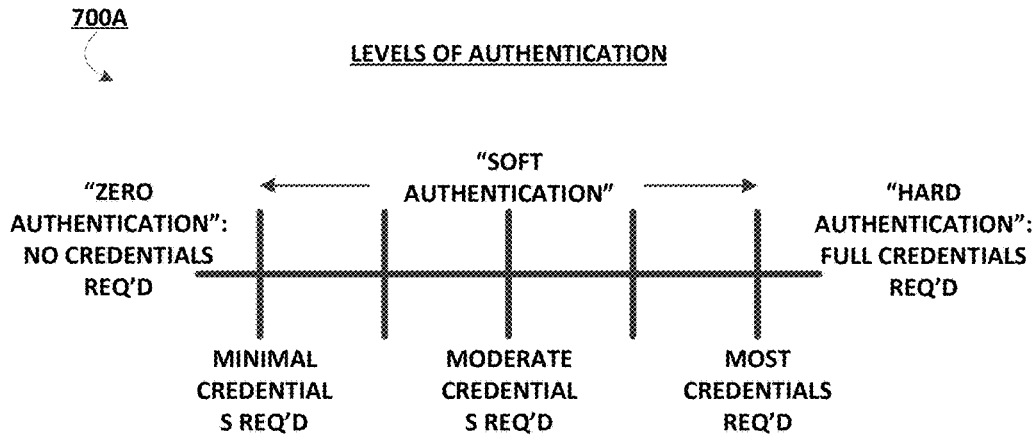 700A
LEVELS OF AUTHENTICATION
"SOFT
AUTHENTICATION"
"ZERO
AUTHENTICATION":
NO CREDENTIALS
REQ'D
"HARD
AUTHENTICATION":
FULL CREDENTIALS
REQ'D
MINIMAL
CREDENTIAL
S REQ'D
MODERATE
CREDENTIAL
S REQ'D
MOST
CREDENTIALS
REQ'D